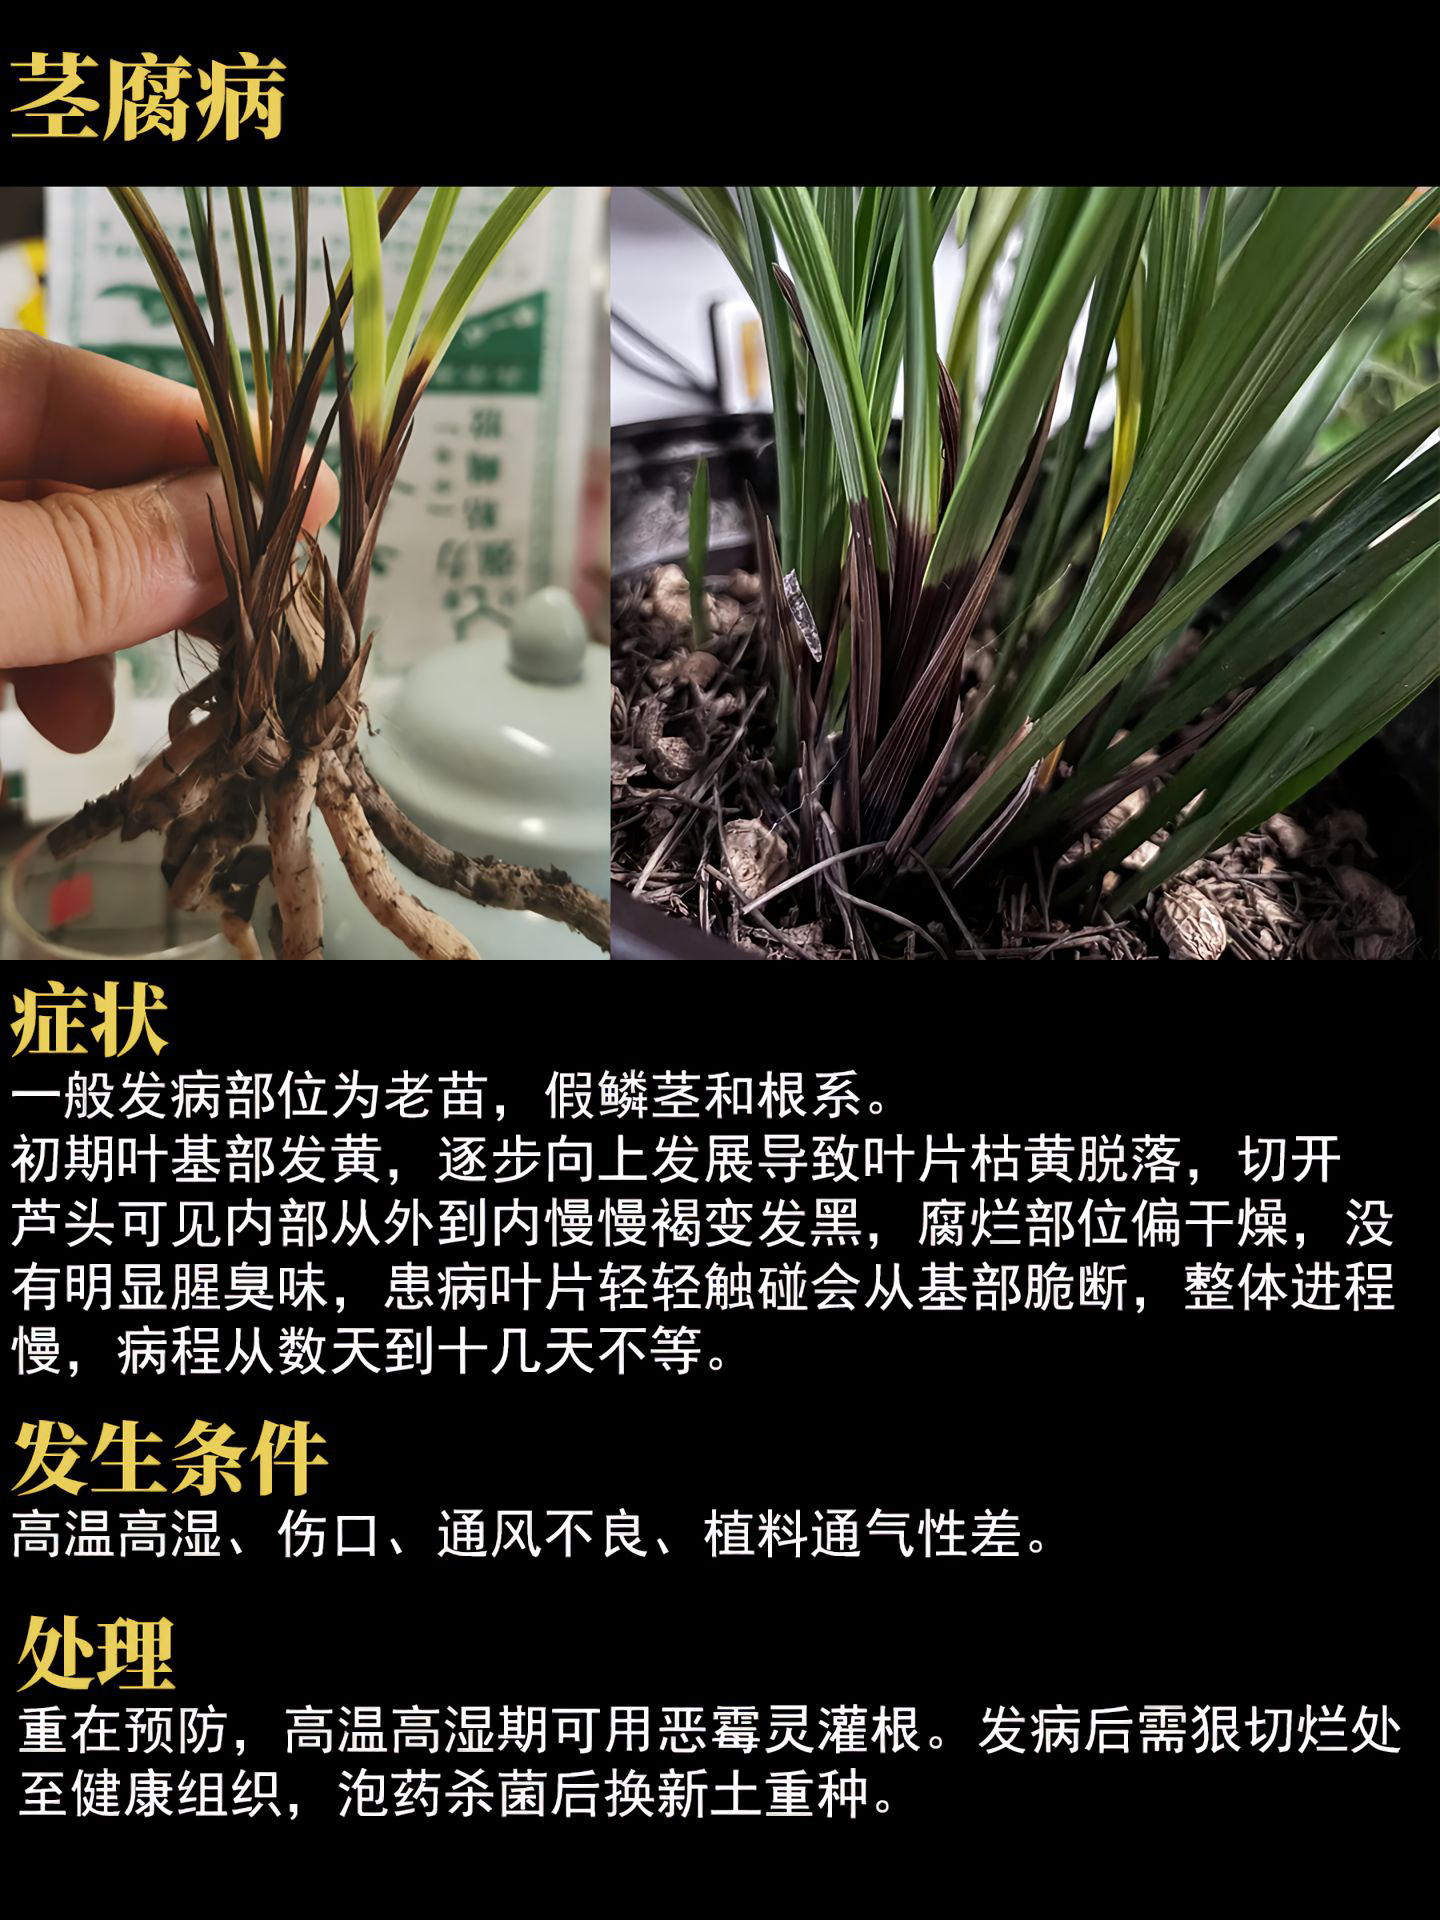 茎腐病
症状
一般发病部位为老苗，假鳞茎和根系。
初期叶基部发黄，逐步向上发展导致叶片枯黄脱落，切开
芦头可见内部从外到内慢慢褐变发黑，腐烂部位偏干燥，没
有明显腥臭味，患病叶片轻轻触碰会从基部脆断，整体进程
慢，病程从数天到十几天不等。
发生条件
高温高湿、伤口、通风不良、植料通气性差。
处理
重在预防，高温高湿期可用恶霉灵灌根。发病后需狠切烂处
至健康组织，泡药杀菌后换新土重种。